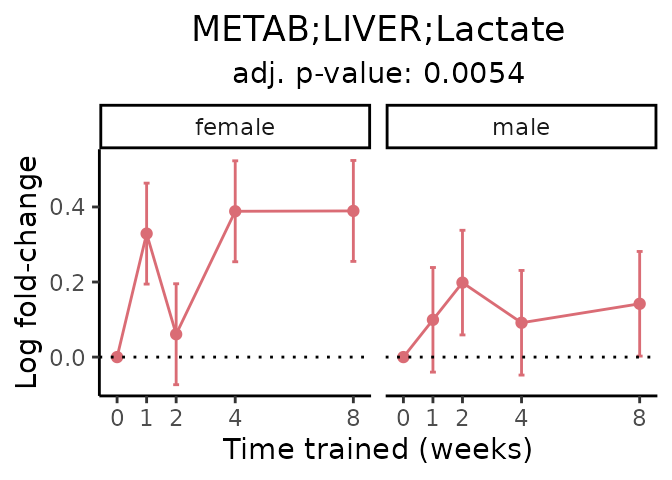 METAB;LIVER;Lactate
adj. p-value: 0.0054
female
male
Log fold-change
0.4
0.2
0.0
0 1 2 4 8
0 1 2 4 8
Time trained (weeks)